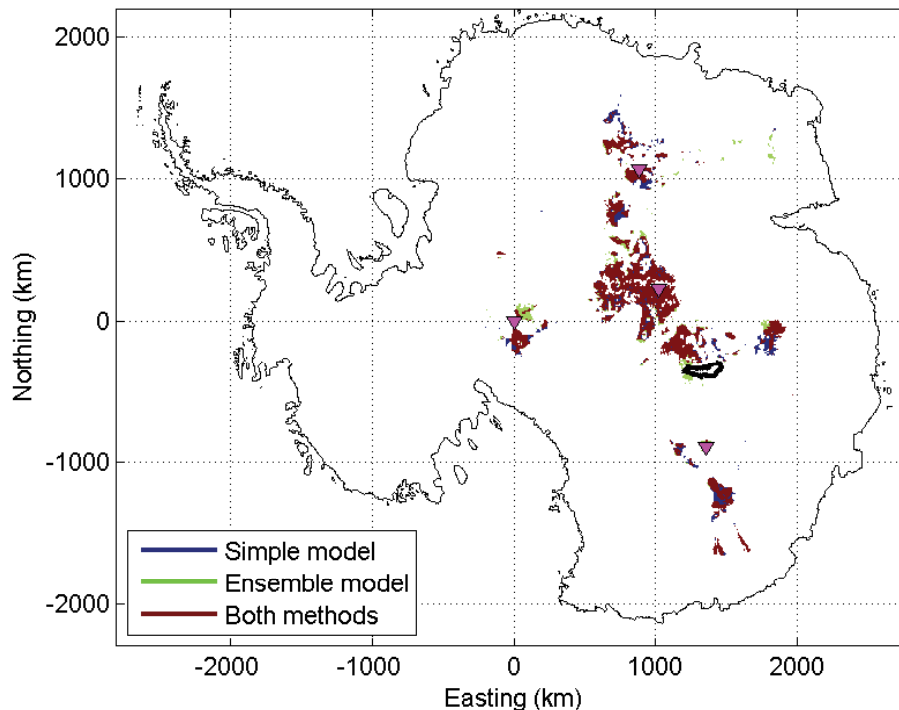 2000
1000
0
-1000
-2000
Northing (km)
Simple model
Ensemble model
Both methods
-2000
-1000
0
1000
2000
Easting (km)